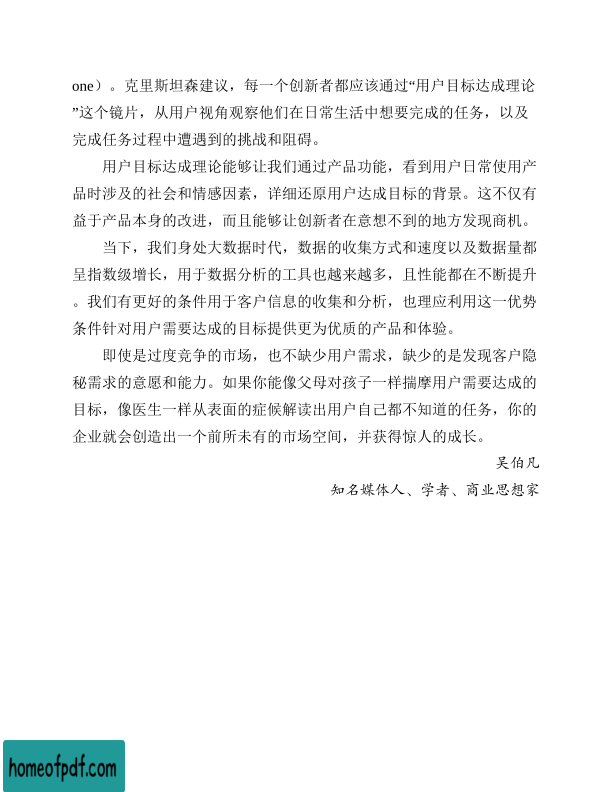 one）。克里斯坦森建议，每一个创新者都应该通过“用户目标达成理论
”这个镜片，从用户视角观察他们在日常生活中想要完成的任务，以及
完成任务过程中遭遇到的挑战和阻碍。
用户目标达成理论能够让我们通过产品功能，看到用户日常使用产
品时涉及的社会和情感因素，详细还原用户达成目标的背景。这不仅有
益于产品本身的改进，而且能够让创新者在意想不到的地方发现商机。
当下，我们身处大数据时代，数据的收集方式和速度以及数据量都
呈指数级增长，用于数据分析的工具也越来越多，且性能都在不断提升
。我们有更好的条件用于客户信息的收集和分析，也理应利用这一优势
条件针对用户需要达成的目标提供更为优质的产品和体验。
即使是过度竞争的市场，也不缺少用户需求，缺少的是发现客户隐
秘需求的意愿和能力。如果你能像父母对孩子一样揣摩用户需要达成的
目标，像医生一样从表面的症候解读出用户自己都不知道的任务，你的
企业就会创造出一个前所未有的市场空间，并获得惊人的成长。
吴伯凡
知名媒体人、学者、商业思想家
homeofpdf.com